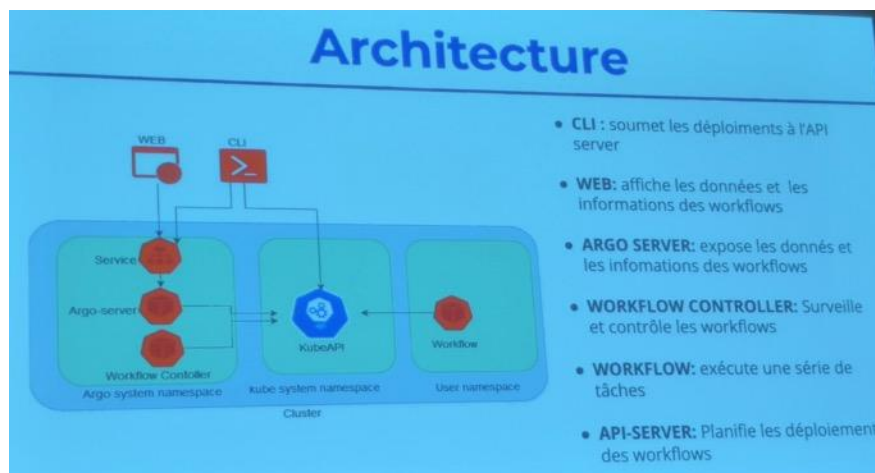 Architecture
WEB
CLI
Service
Argo-server
Workflow Contoller
Argo system namespace
KubeAPI
kube system namespace
Workflow
User namespace
Cluster
• CLI : soumet les déploiments à l'API
server
• WEB: affiche les données et les
informations des workflows
• ARGO SERVER: expose les donnés et
les infomations des workflows
• WORKFLOW CONTROLLER: Surveille
et contrôle les workflows
• WORKFLOW: exécute une série de
tâches
• API-SERVER: Planifie les déploiement
des workflows